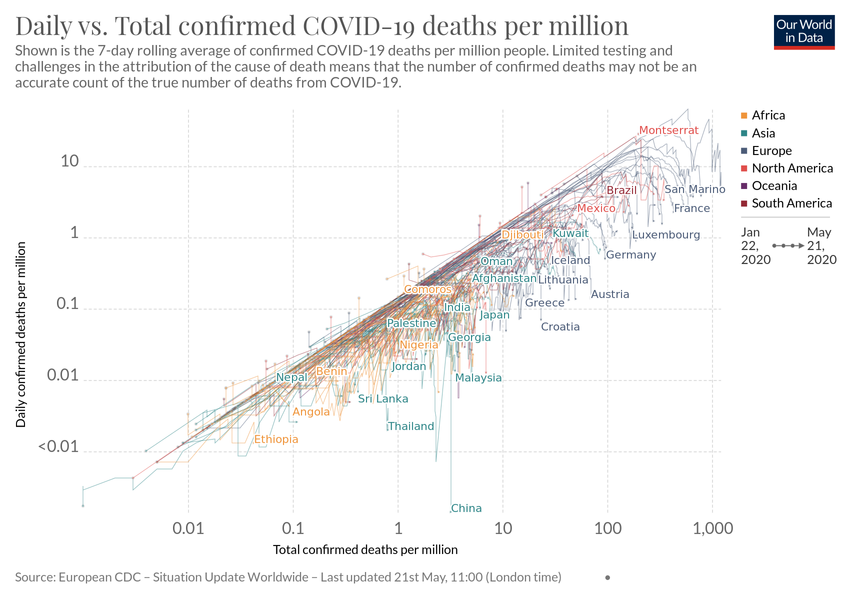 Daily vs. Total confirmed COVID-19 deaths per million
Our World
in Data
Shown is the 7-day rolling average of confirmed COVID-19 deaths per million people. Limited testing and
challenges in the attribution of the cause of death means that the number of confirmed deaths may not be an
accurate count of the true number of deaths from COVID-19.
Africa
Asia
Europe
North America
Oceania
South America
Jan
22,
2020
May
21,
2020
Daily confirmed deaths per million
10
1
0.1
0.01
<0.01
Montserrat
Brazil
San Marino
Mexico
France
Djibouti
Kuwait
Luxembourg
Germany
Oman
Iceland
Afghanistan
Lithuania
Comoros
Austria
India
Greece
Japan
Palestine
Croatia
Georgia
Nigeria
Jordan
Benin
Nepal
Malaysia
Sri Lanka
Angola
Thailand
Ethiopia
China
0.01
0.1
1
10
100
1,000
Total confirmed deaths per million
Source: European CDC – Situation Update Worldwide – Last updated 21st May, 11:00 (London time)